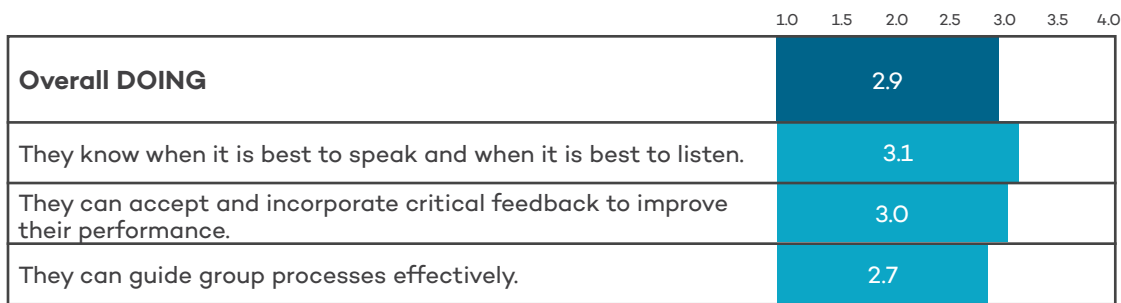 1.0 1.5 2.0 2.5 3.0 3.5 4.0
Overall DOING 2.9
They know when it is best to speak and when it is best to listen. 3.1
They can accept and incorporate critical feedback to improve
their performance. 3.0
They can guide group processes effectively. 2.7